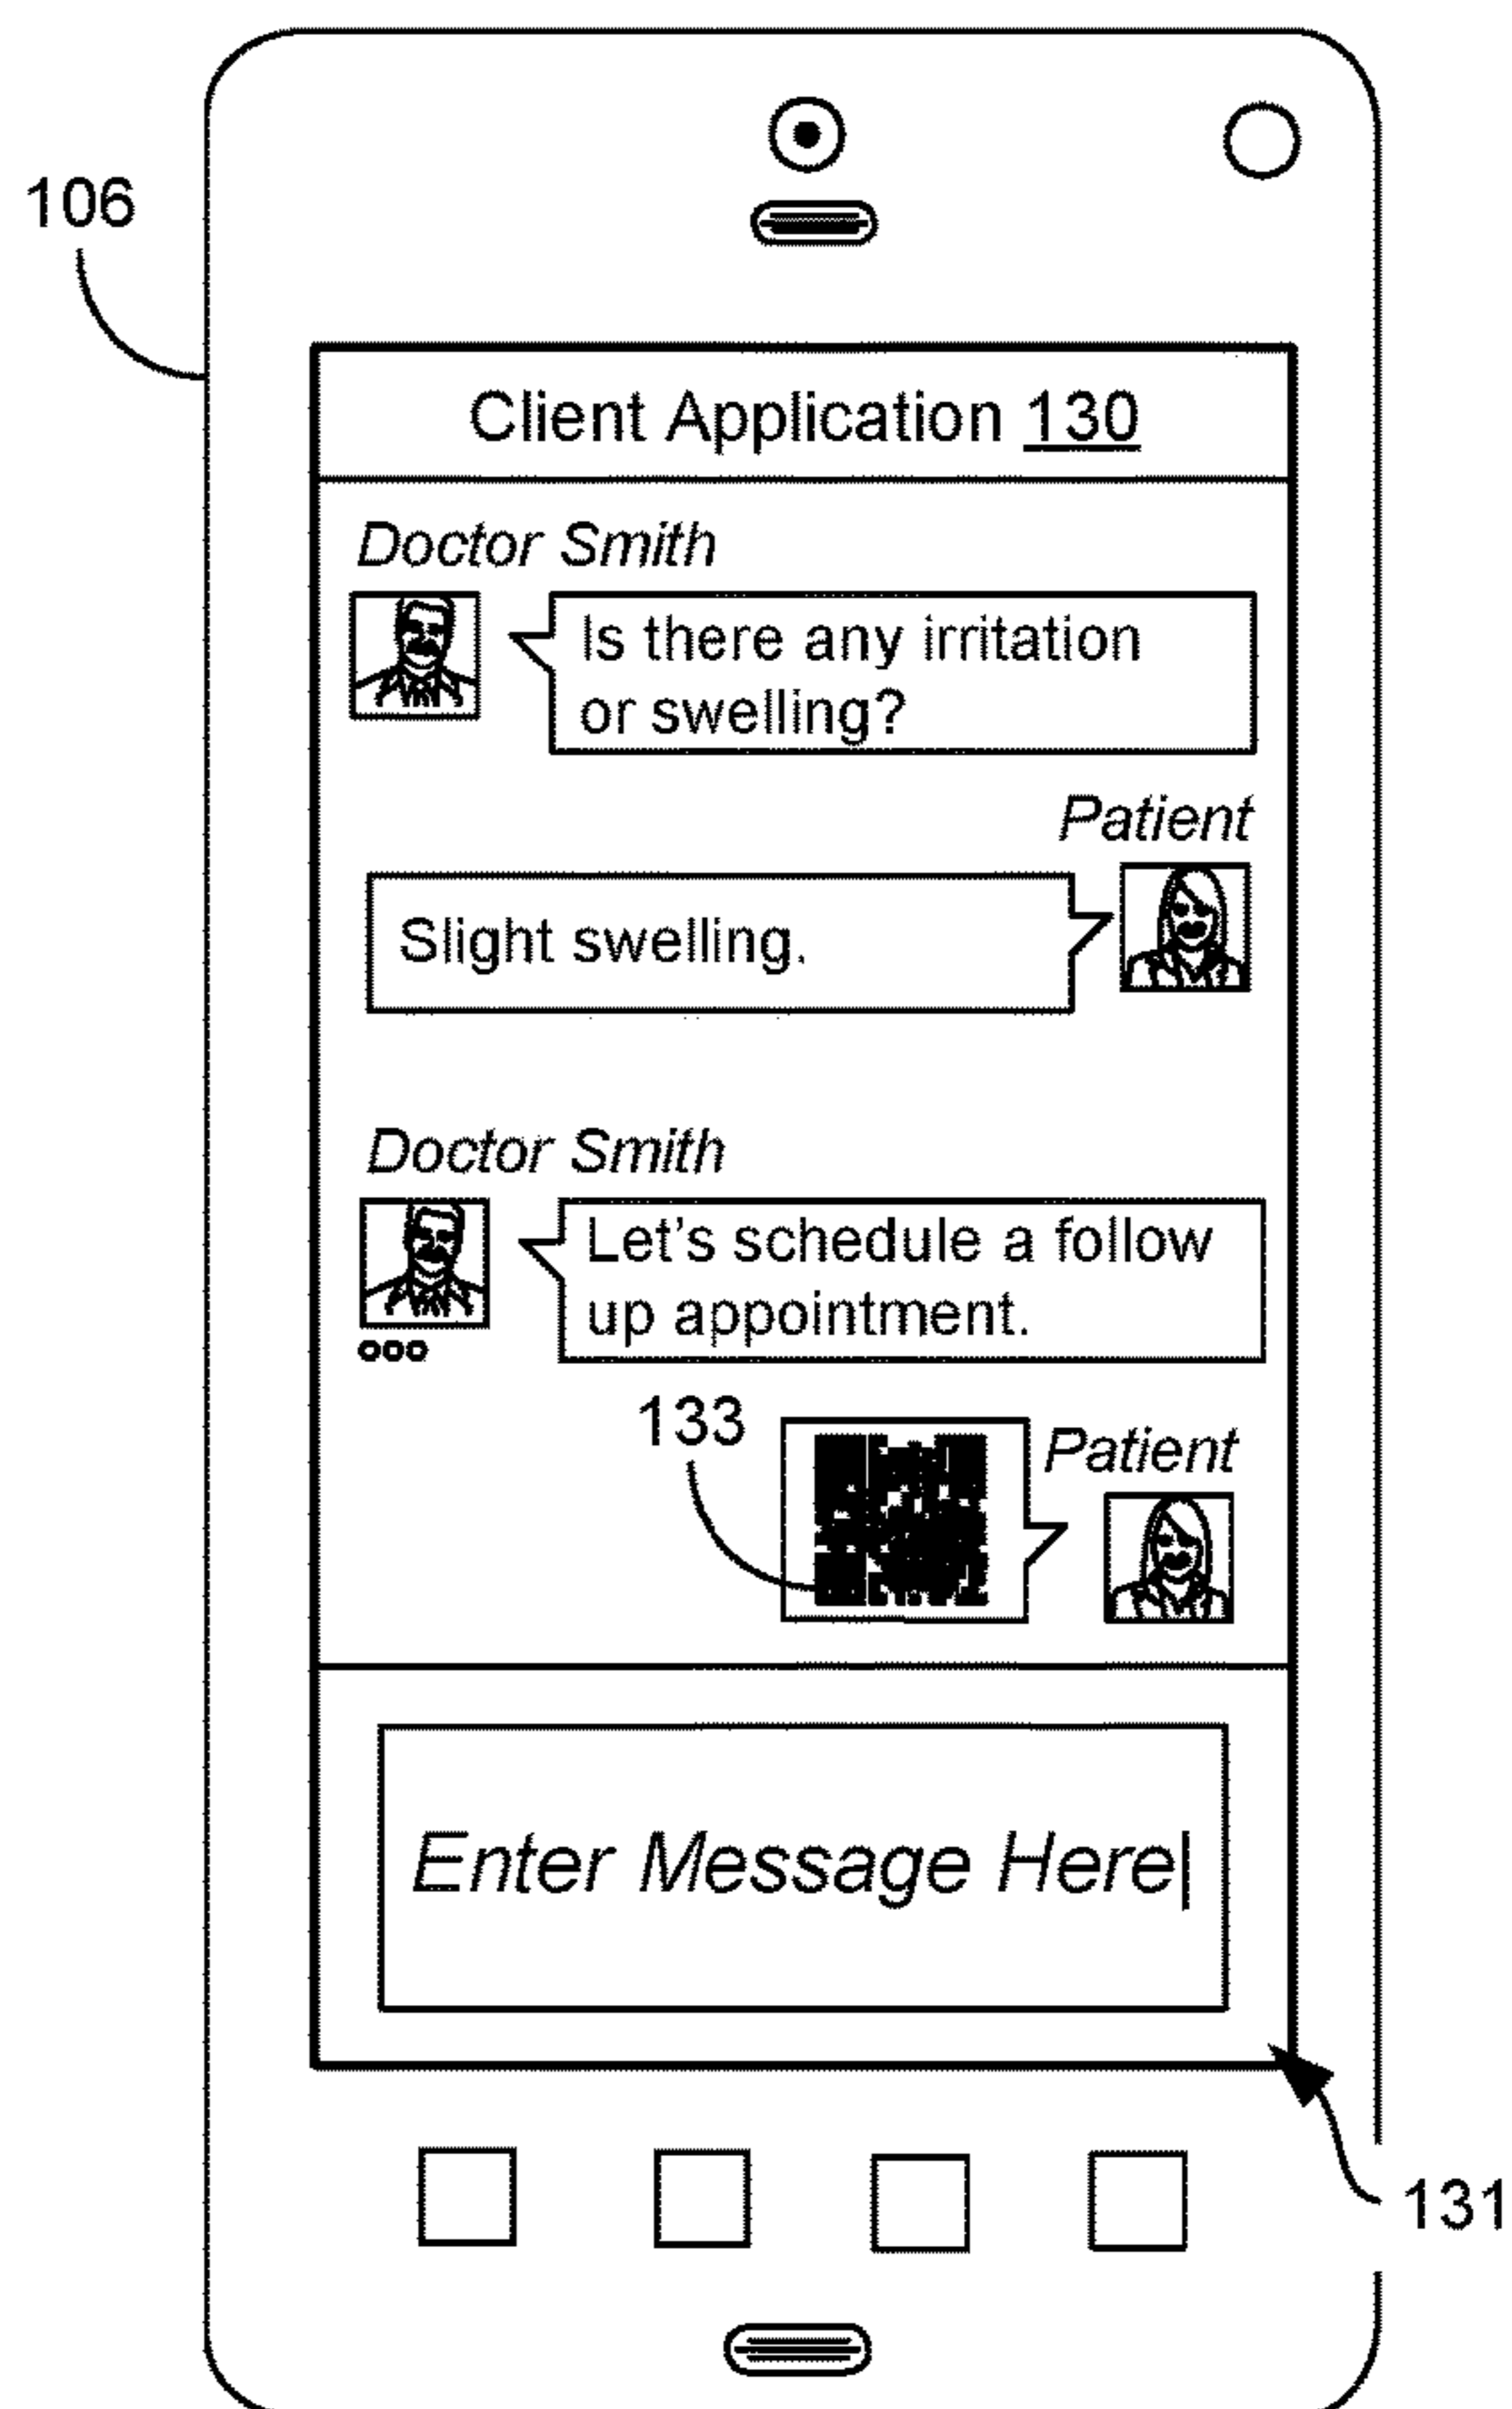 106
Client Application 130
Doctor Smith
Is there any irritation
or swelling?
Patient
Slight swelling.
Doctor Smith
Let's schedule a follow
up appointment.
133
Patient
Enter Message Here
131